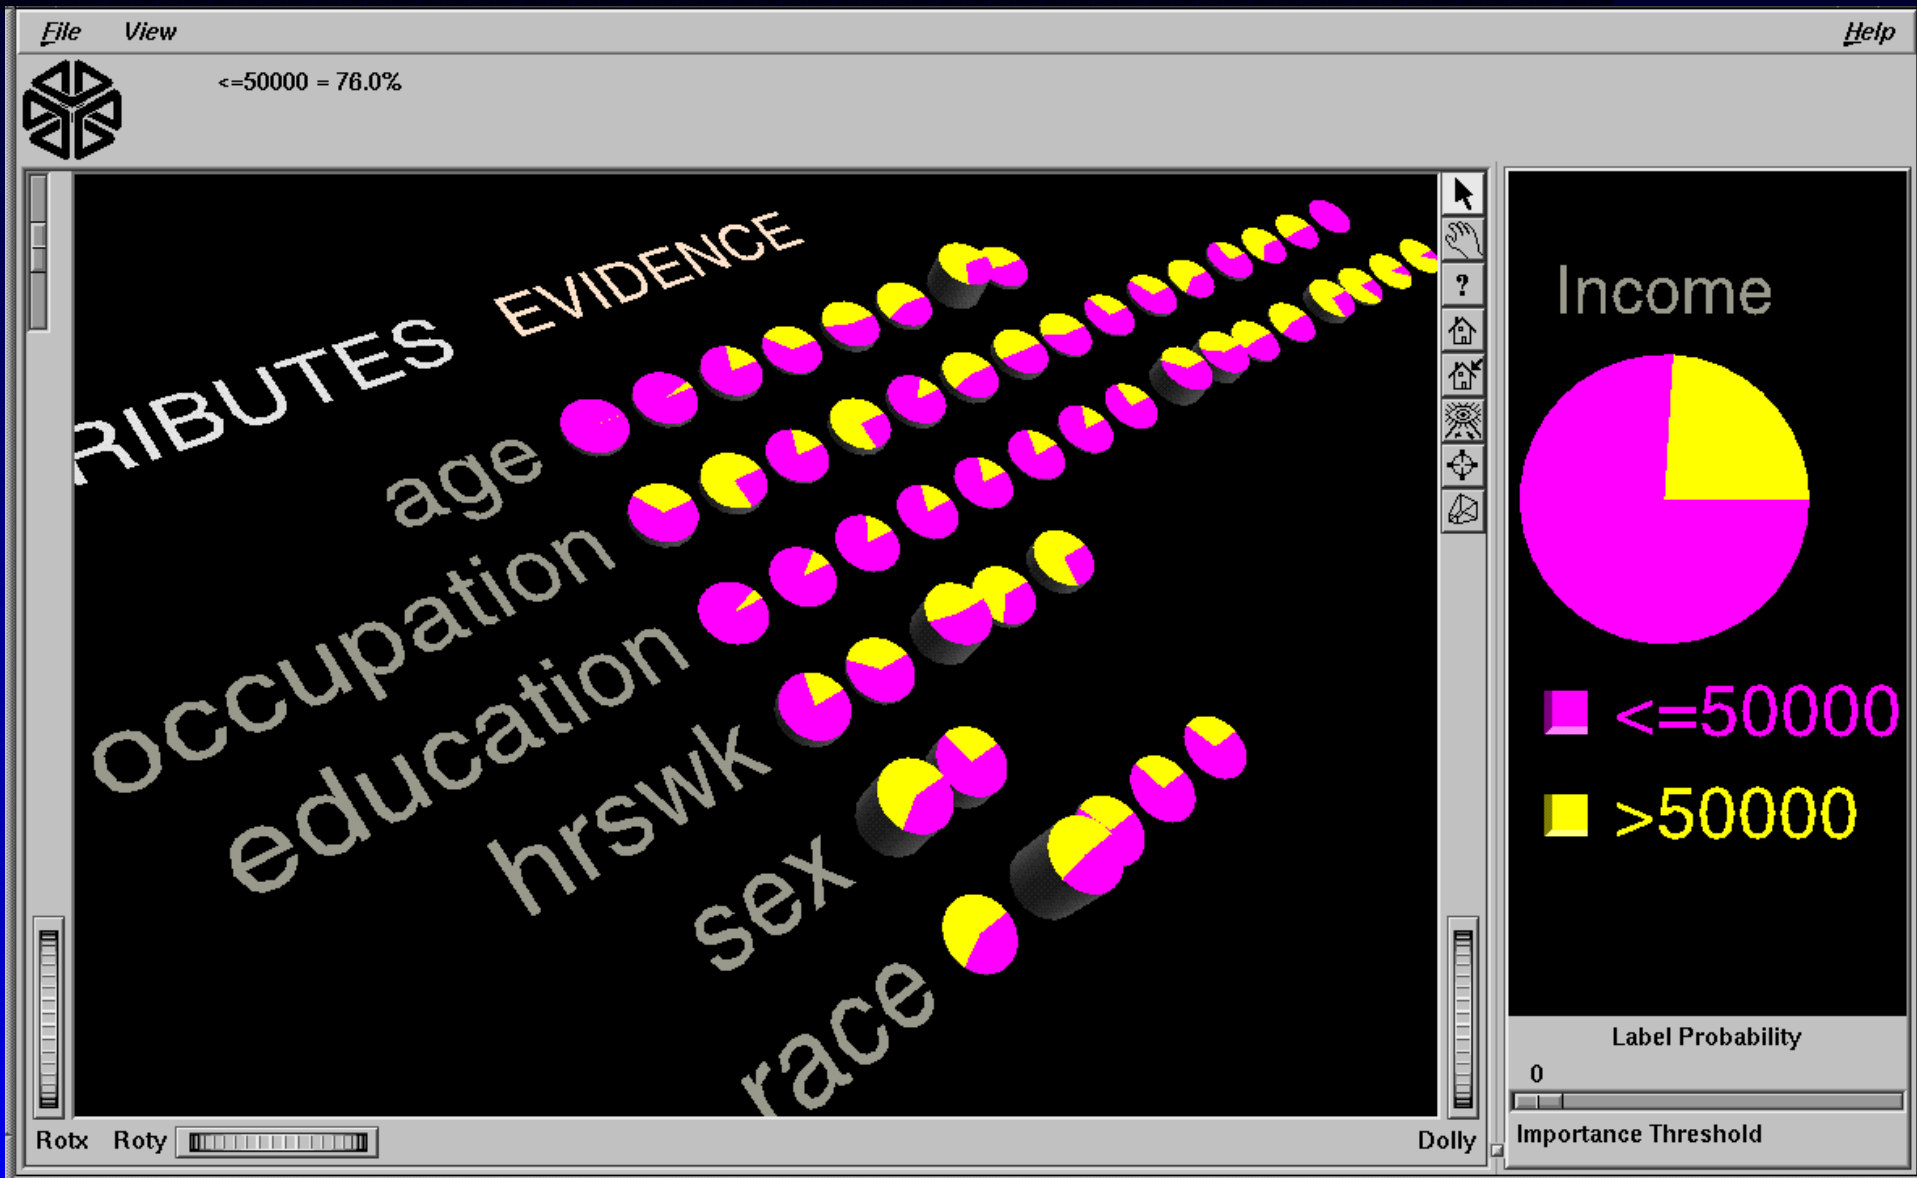 File View Help
<=50000 = 76.0%
RIBUTES EVIDENCE
age
occupation
education
hrswk
sex
race
?
Income
<=50000
>50000
Label Probability
0
Importance Threshold
Rotx Roty Dolly